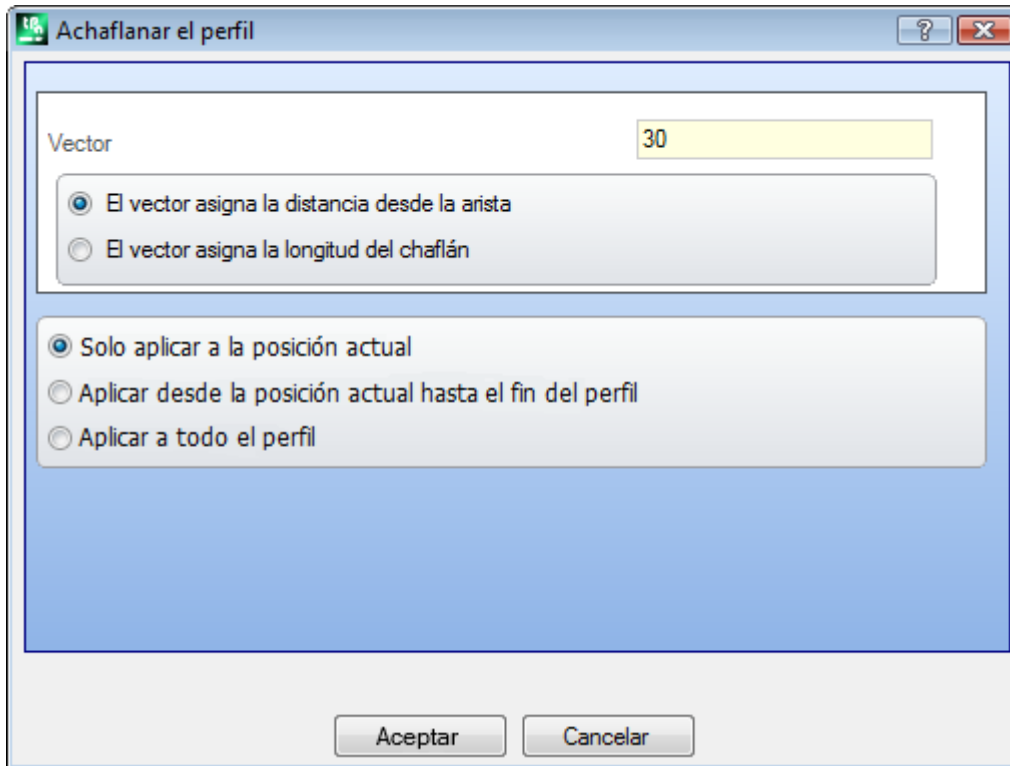 Achaflanar el perfil
Vector 30
El vector asigna la distancia desde la arista
El vector asigna la longitud del chaflán
Solo aplicar a la posición actual
Aplicar desde la posición actual hasta el fin del perfil
Aplicar a todo el perfil
Aceptar Cancelar